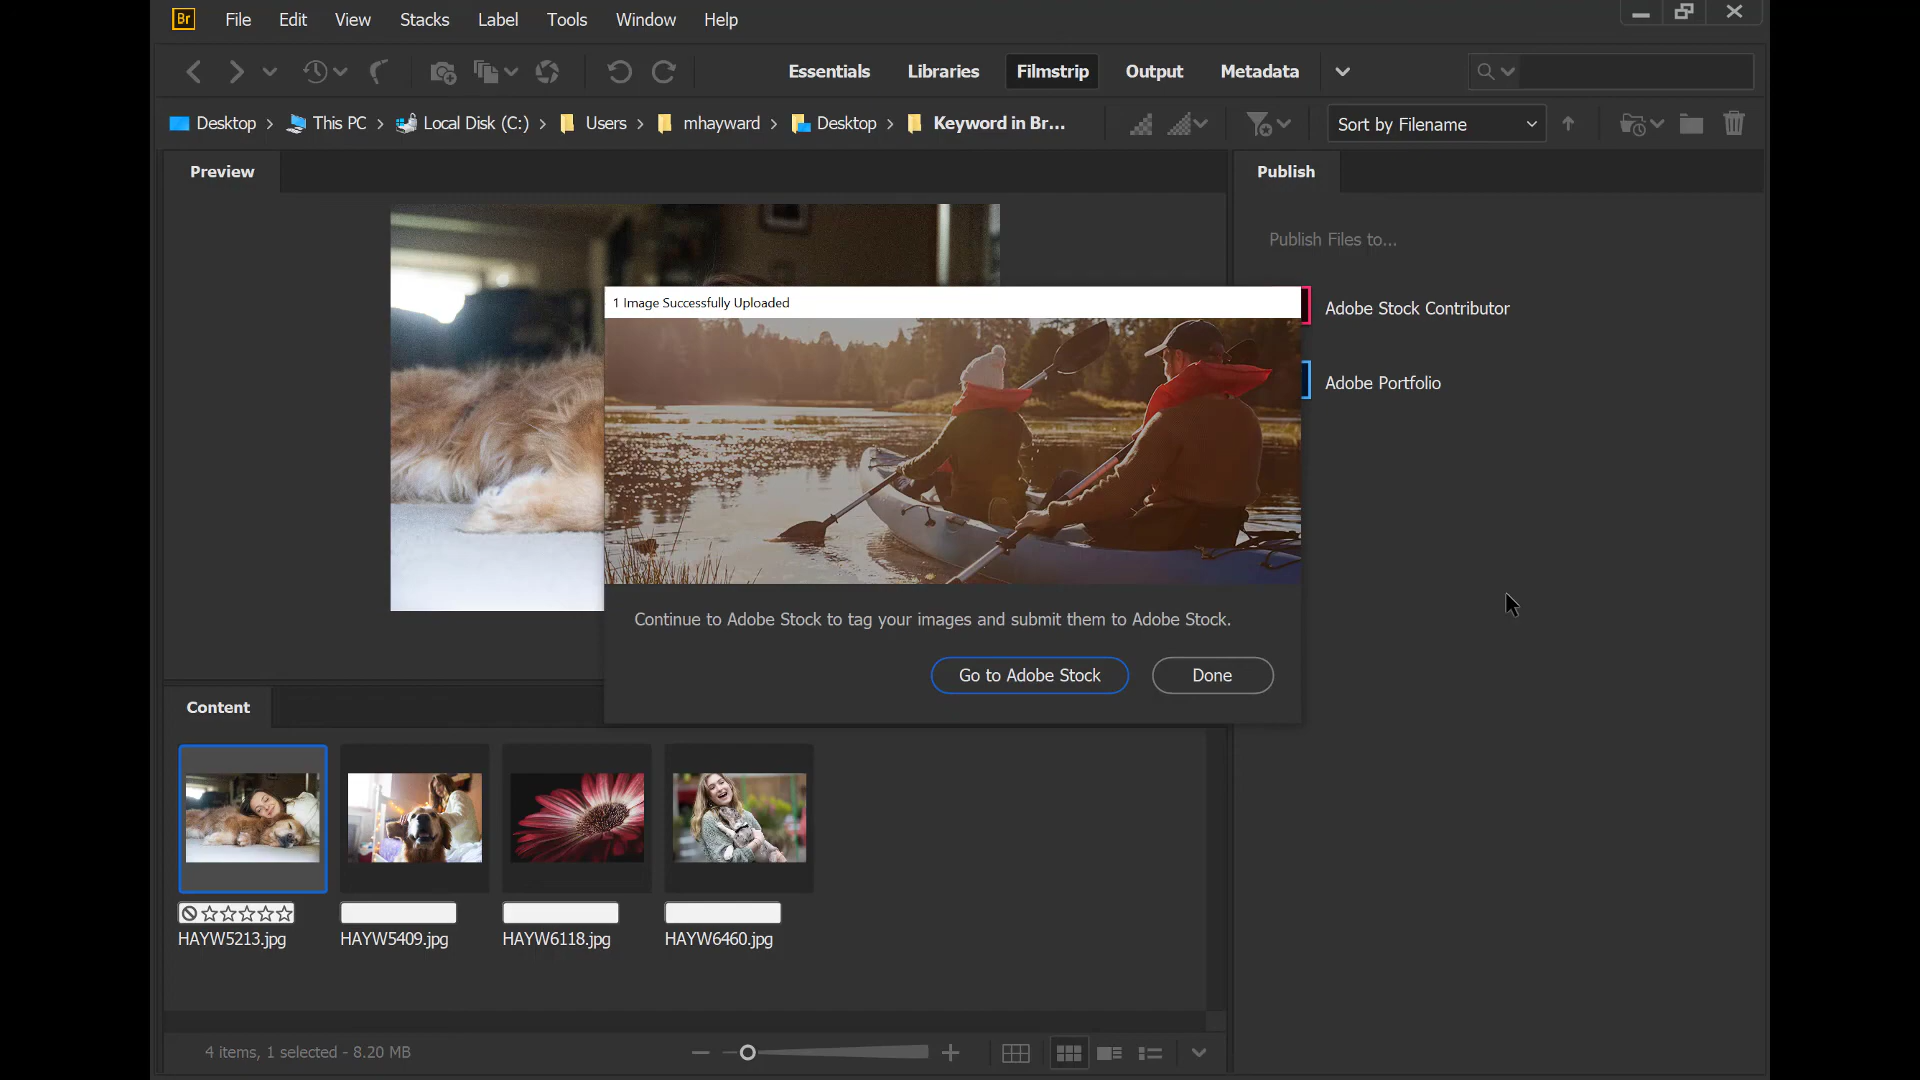 Br File Edit View Stacks Label Tools Window Help
Essentials Libraries Filmstrip Output Metadata
Desktop This PC Local Disk (C:) Users mhayward Desktop Keyword in Br... Sort by Filename
Preview
Publish
Publish Files to...
1 Image Successfully Uploaded
Adobe Stock Contributor
Adobe Portfolio
Continue to Adobe Stock to tag your images and submit them to Adobe Stock.
Go to Adobe Stock Done
Content
HAYW5213.jpg HAYW5409.jpg HAYW6118.jpg HAYW6460.jpg
4 items, 1 selected - 8.20 MB